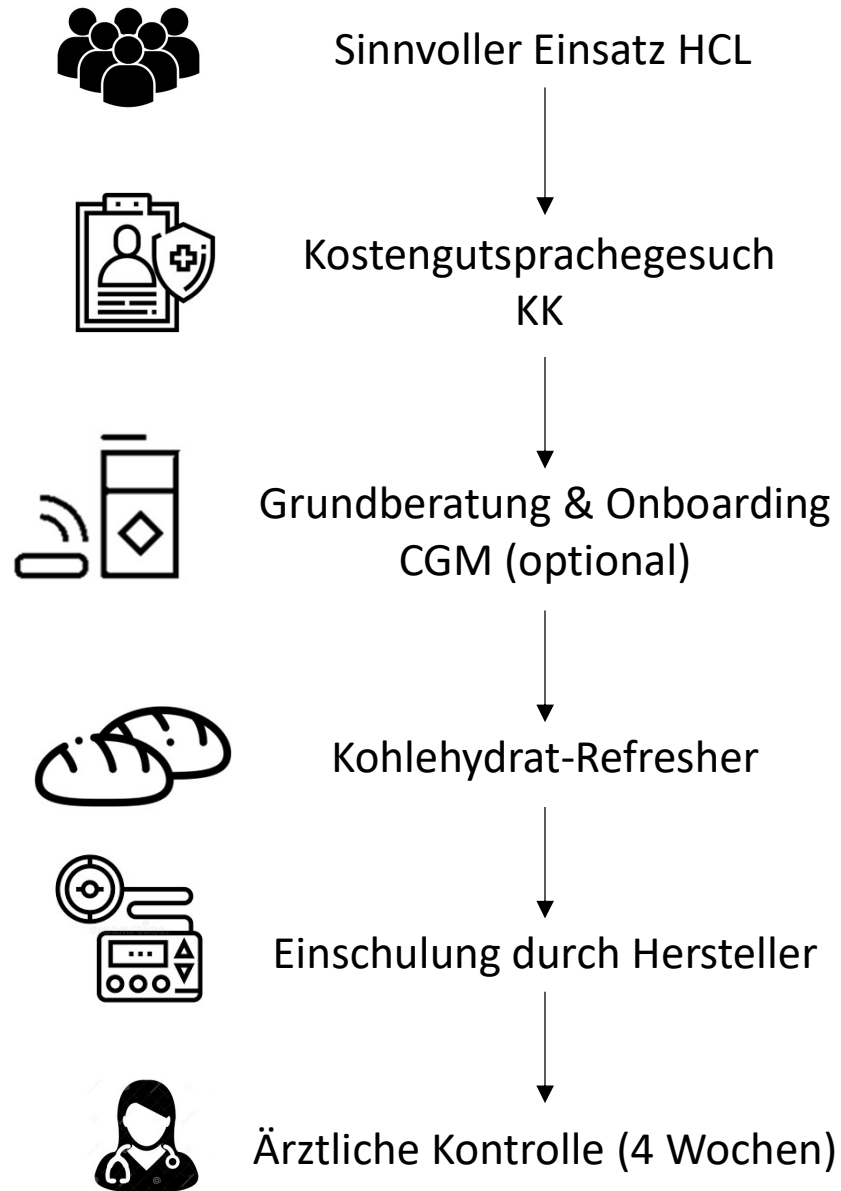 Sinnvoller Einsatz HCL
Kostengutsprachegesuch
KK
Grundberatung & Onboarding
CGM (optional)
Kohlehydrat-Refresher
Einschulung durch Hersteller
Ärztliche Kontrolle (4 Wochen)